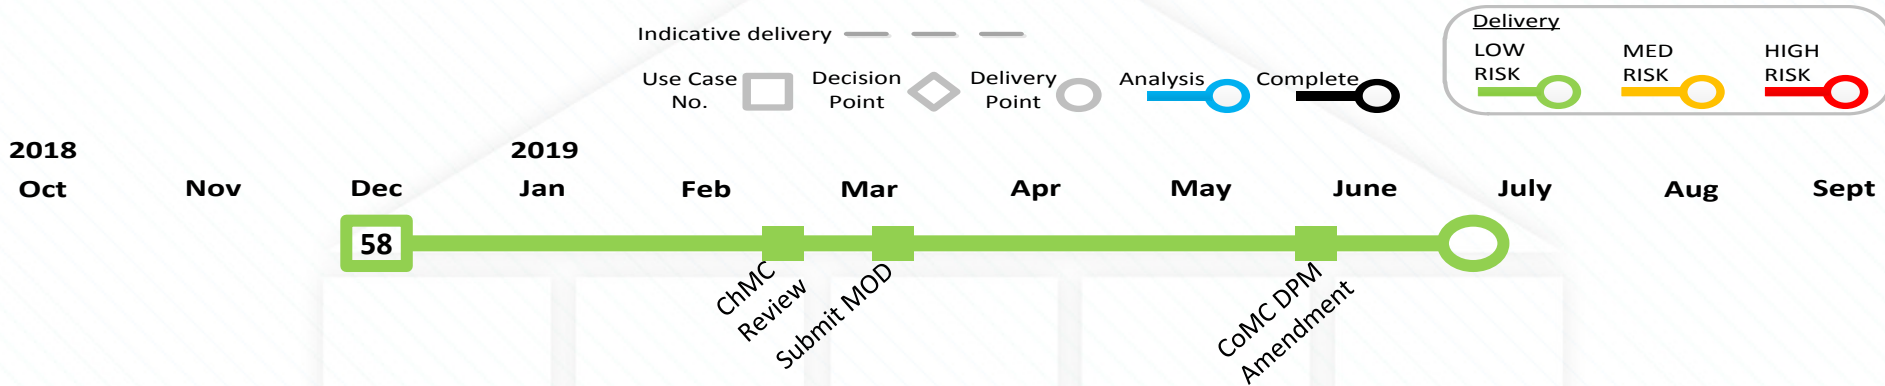 Indicative delivery
Use Case
No.
Decision
Point
Delivery
Point
Analysis
Complete
Delivery
LOW
RISK
MED
RISK
HIGH
RISK
2018
2019
Oct Nov Dec Jan Feb Mar Apr May June July Aug Sept
58
ChMC
Review
Submit MOD
CoMC DPM
Amendment